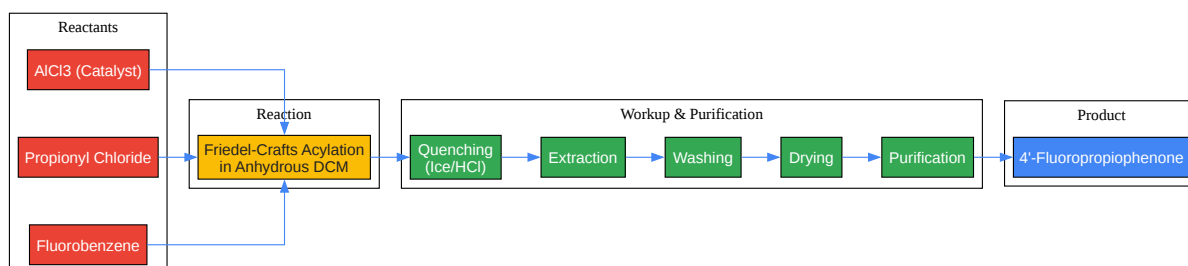 Reactants
AlCl3 (Catalyst)
Propionyl Chloride
Fluorobenzene
Reaction
Friedel-Crafts Acylation
in Anhydrous DCM
Workup & Purification
Quenching
(Ice/HCl)
Extraction
Washing
Drying
Purification
Product
4'-Fluoropropiophenone